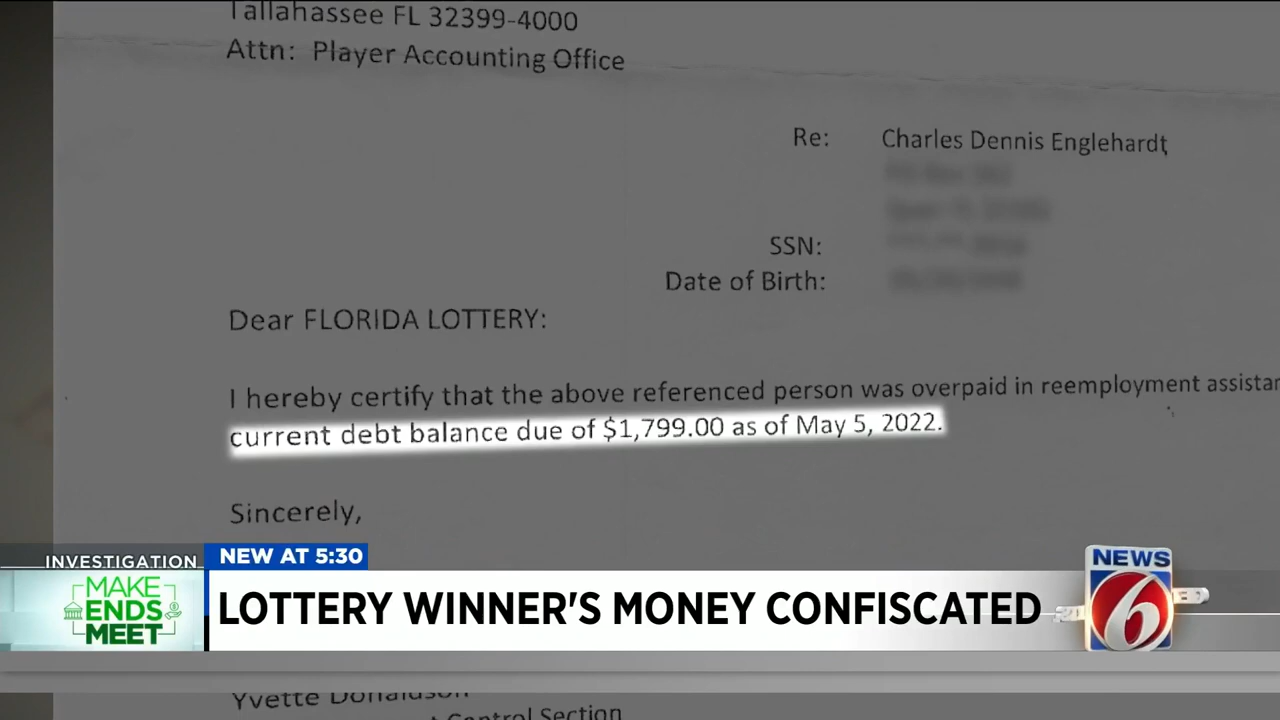 Tallahassee FL 32399-4000
Attn: Player Accounting Office
Re: Charles Dennis Englehardt
SSN:
Date of Birth:
Dear FLORIDA LOTTERY:
I hereby certify that the above referenced person was overpaid in reemployment
current debt balance due of $1,799.00 as of May 5, 2022.
Sincerely,
INVESTIGATION
NEW AT 5:30
MAKE
ENDS
MEET
LOTTERY WINNER'S MONEY CONFISCATED
NEWS
6
Yvette Donaldson
Control Section